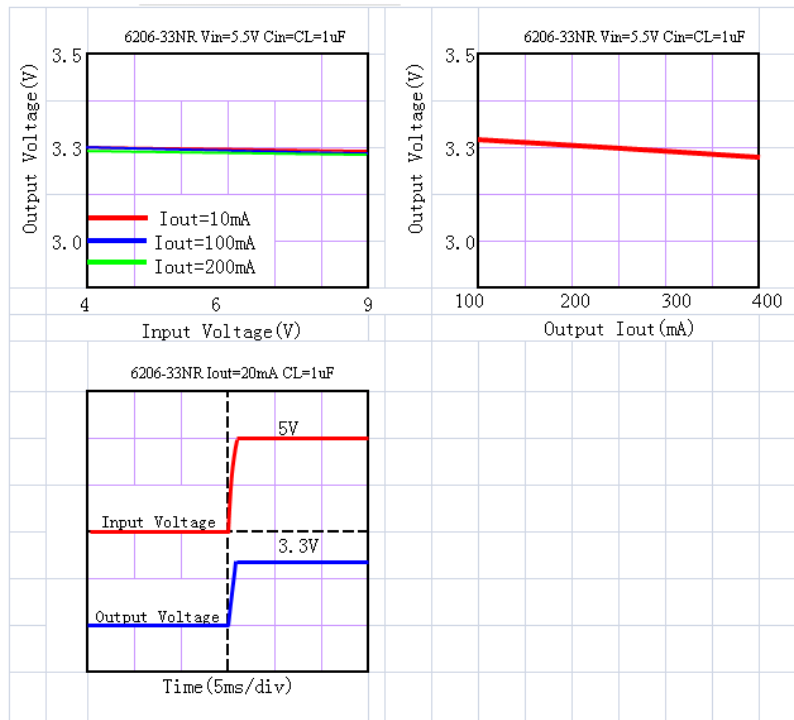 6206-33NR Vin=5.5V Cin=CL=1uF
Output Voltage(V)
3.5
3.3
3.0
Iout=10mA
Iout=100mA
Iout=200mA
4 6 9
Input Voltage(V)
6206-33NR Vin=5.5V Cin=CL=1uF
Output Voltage(V)
3.5
3.3
3.0
100 200 300 400
Output Iout(mA)
6206-33NR Iout=20mA CL=1uF
5V
Input Voltage
3.3V
Output Voltage
Time(5ms/div)